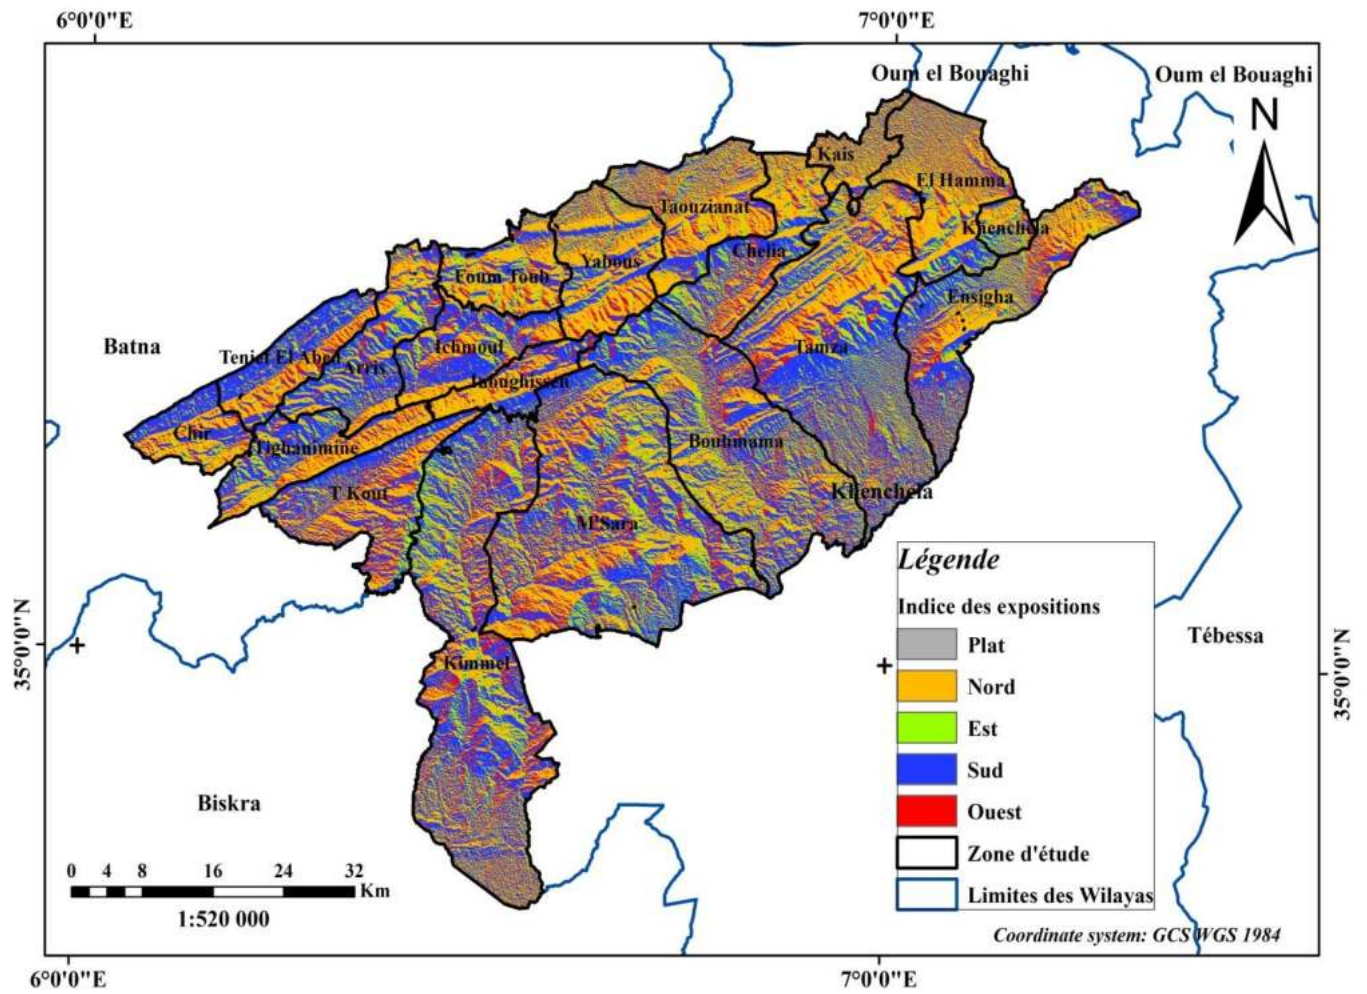 6°0'0"E 7°0'0"E
Oum el Bouaghi Oum el Bouaghi
N
Kais
El Hamma
Taouzianat
Khenchela
Chelia
Yabous
Foum Toub
Ensigha
Batna
Ichmoul
Tamza
Teniet El Abed
Arris
Inoughissen
Chir
Bouhmama
Tighanimine
T Kout
Khenchela
M'Sara
Légende
Indice des expositions
35°0'0"N
Plat
Tébessa
Kimmel
Nord
35°0'0"N
Est
Sud
Biskra
Ouest
Zone d'étude
0 4 8 16 24 32
Km
Limites des Wilayas
1:520 000
Coordinate system: GCS WGS 1984
6°0'0"E 7°0'0"E